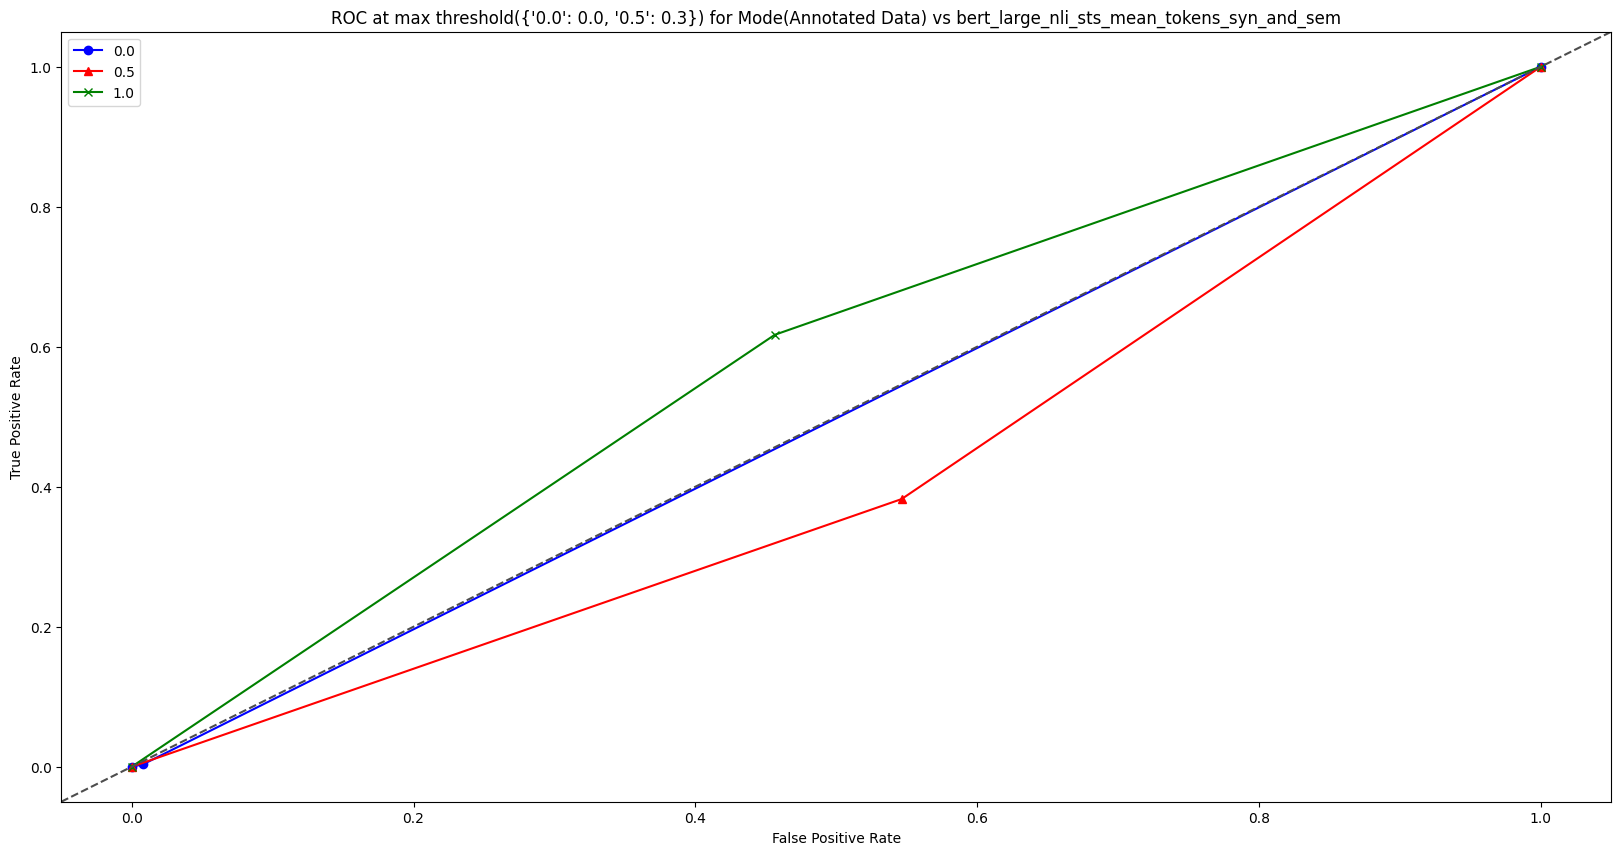 ROC at max threshold({'0.0': 0.0, '0.5': 0.3}) for Mode(Annotated Data) vs bert_large_nli_sts_mean_tokens_syn_and_sem
0.0
0.5
1.0
1.0
0.8
0.6
0.4
0.2
0.0
True Positive Rate
0.0 0.2 0.4 0.6 0.8 1.0
False Positive Rate